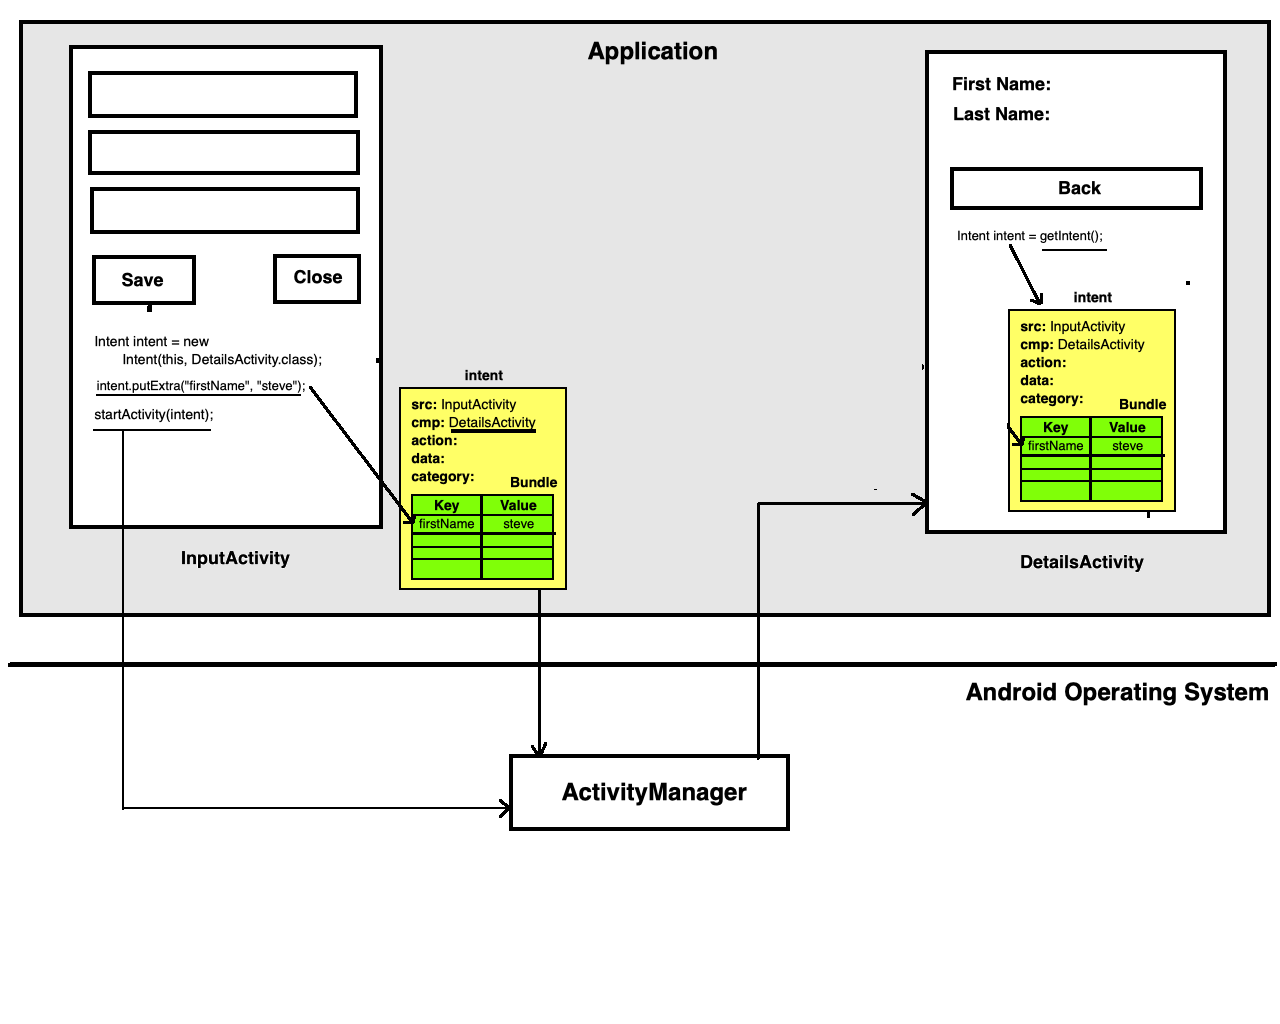 Application
Save
Close
Intent intent = new
Intent(this, DetailsActivity.class);
intent.putExtra("firstName", "steve");
startActivity(intent);
InputActivity
intent
src: InputActivity
cmp: DetailsActivity
action:
data:
category:
Bundle
Key Value
firstName steve
First Name:
Last Name:
Back
Intent intent = getIntent();
intent
src: InputActivity
cmp: DetailsActivity
action:
data:
category:
Bundle
Key Value
firstName steve
DetailsActivity
Android Operating System
ActivityManager